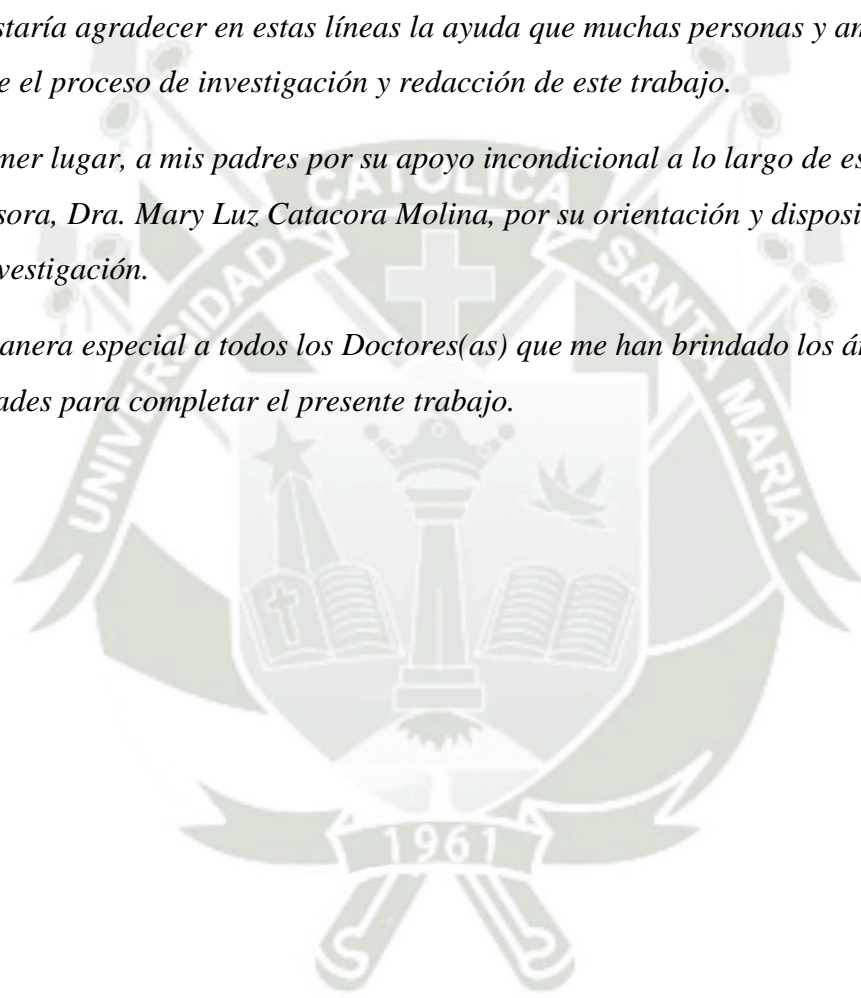 staría agradecer en estas líneas la ayuda que muchas personas y an
e el proceso de investigación y redacción de este trabajo.
mer lugar, a mis padres por su apoyo incondicional a lo largo de es
sora, Dra. Mary Luz Catacora Molina, por su orientación y disposi
vestigación.
anera especial a todos los Doctores(as) que me han brindado los án
ades para completar el presente trabajo.
UNIVERSIDAD CATOLICA SANTA MARIA
1961